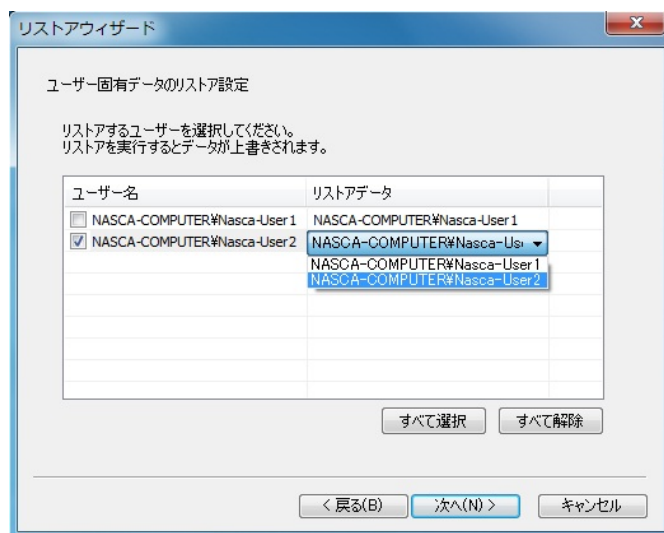 リストアウィザード
ユーザー固有データのリストア設定
リストアするユーザーを選択してください。
リストアを実行するとデータが上書きされます。
ユーザー名 リストアデータ
NASCA-COMPUTER¥Nasca-User1 NASCA-COMPUTER¥Nasca-User1
NASCA-COMPUTER¥Nasca-User2 NASCA-COMPUTER¥Nasca-Us
NASCA-COMPUTER¥Nasca-User1
NASCA-COMPUTER¥Nasca-User2
すべて選択 すべて解除
< 戻る(B) 次へ(N) > キャンセル